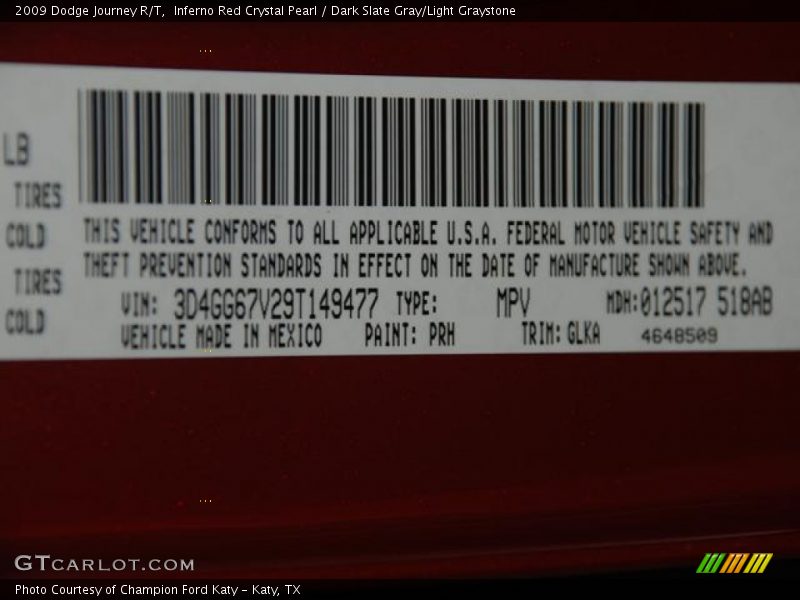 2009 Dodge Journey R/T,  Inferno Red Crystal Pearl / Dark Slate Gray/Light Graystone
LB
TIRES
COLD
TIRES
COLD
THIS VEHICLE CONFORMS TO ALL APPLICABLE U.S.A. FEDERAL MOTOR VEHICLE SAFETY AND
THEFT PREVENTION STANDARDS IN EFFECT ON THE DATE OF MANUFACTURE SHOWN ABOVE.
VIN: 3D4GG67V29T149477 TYPE: MPV MDH:012517 518AB
VEHICLE MADE IN MEXICO PAINT: PRH TRIM: GLKA 4648509
GTCARLOT.COM
Photo Courtesy of Champion Ford Katy - Katy, TX